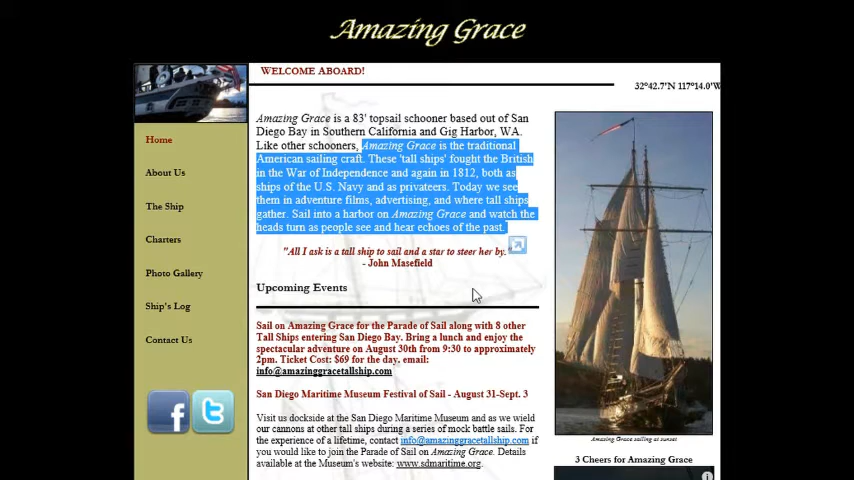 Amazing Grace
WELCOME ABOARD!
32º42.7'N 117º14.0'W
Home
About Us
The Ship
Charters
Photo Gallery
Ship's Log
Contact Us
Amazing Grace is a 83' topsail schooner based out of San
Diego Bay in Southern California and Gig Harbor, WA.
Like other schooners, Amazing Grace is the traditional
American sailing craft. These 'tall ships' fought the British
in the War of Independence and again in 1812, both as
ships of the U.S. Navy and as privateers. Today we see
them in adventure films, advertising, and where tall ships
gather. Sail into a harbor on Amazing Grace and watch the
heads turn as people see and hear echoes of the past.
"All I ask is a tall ship to sail and a star to steer her by."
- John Masefield
Upcoming Events
Sail on Amazing Grace for the Parade of Sail along with 8 other
Tall Ships entering San Diego Bay. Bring a lunch and enjoy the
spectacular adventure on August 30th from 9:30 to approximately
2pm. Ticket Cost: $69 for the day. email:
info@amazinggracetallship.com
San Diego Maritime Museum Festival of Sail - August 31-Sept. 3
Visit us dockside at the San Diego Maritime Museum and as we wield
our cannons at other tall ships during a series of mock battle sails. For
the experience of a lifetime, contact info@amazinggracetallship.com if
you would like to join the Parade of Sail on Amazing Grace. Details
available at the Museum's website: www.sdmaritime.org.
Amazing Grace sailing at sunset
3 Cheers for Amazing Grace